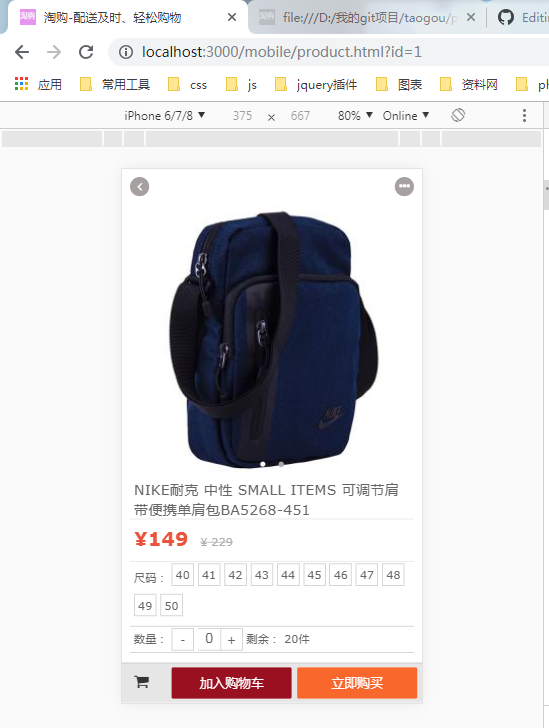 淘购-配送及时、轻松购物
file:///D:/我的git项目/taogou/p
Editin
localhost:3000/mobile/product.html?id=1
应用 常用工具 css js jquery插件 图表 资料网 ph
iPhone 6/7/8 ▼ 375 × 667 80% ▼ Online ▼
NIKE
NIKE耐克 中性 SMALL ITEMS 可调节肩
带便携单肩包BA5268-451
¥149 ¥ 229
尺码： 40 41 42 43 44 45 46 47 48
49 50
数量： - 0 + 剩余： 20件
加入购物车 立即购买